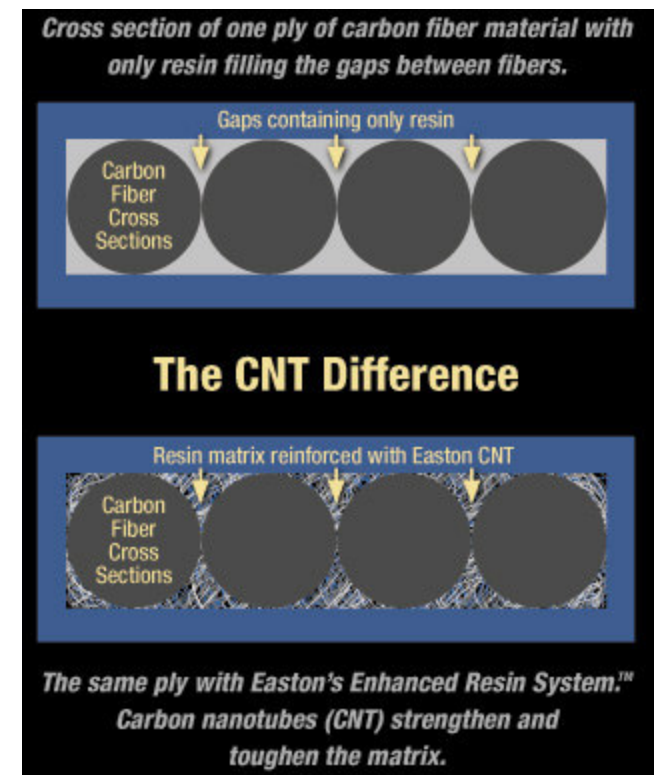 Cross section of one ply of carbon fiber material with
only resin filling the gaps between fibers.
Gaps containing only resin
Carbon
Fiber
Cross
Sections
The CNT Difference
Resin matrix reinforced with Easton CNT
Carbon
Fiber
Cross
Sections
The same ply with Easton's Enhanced Resin System.™
Carbon nanotubes (CNT) strengthen and
toughen the matrix.